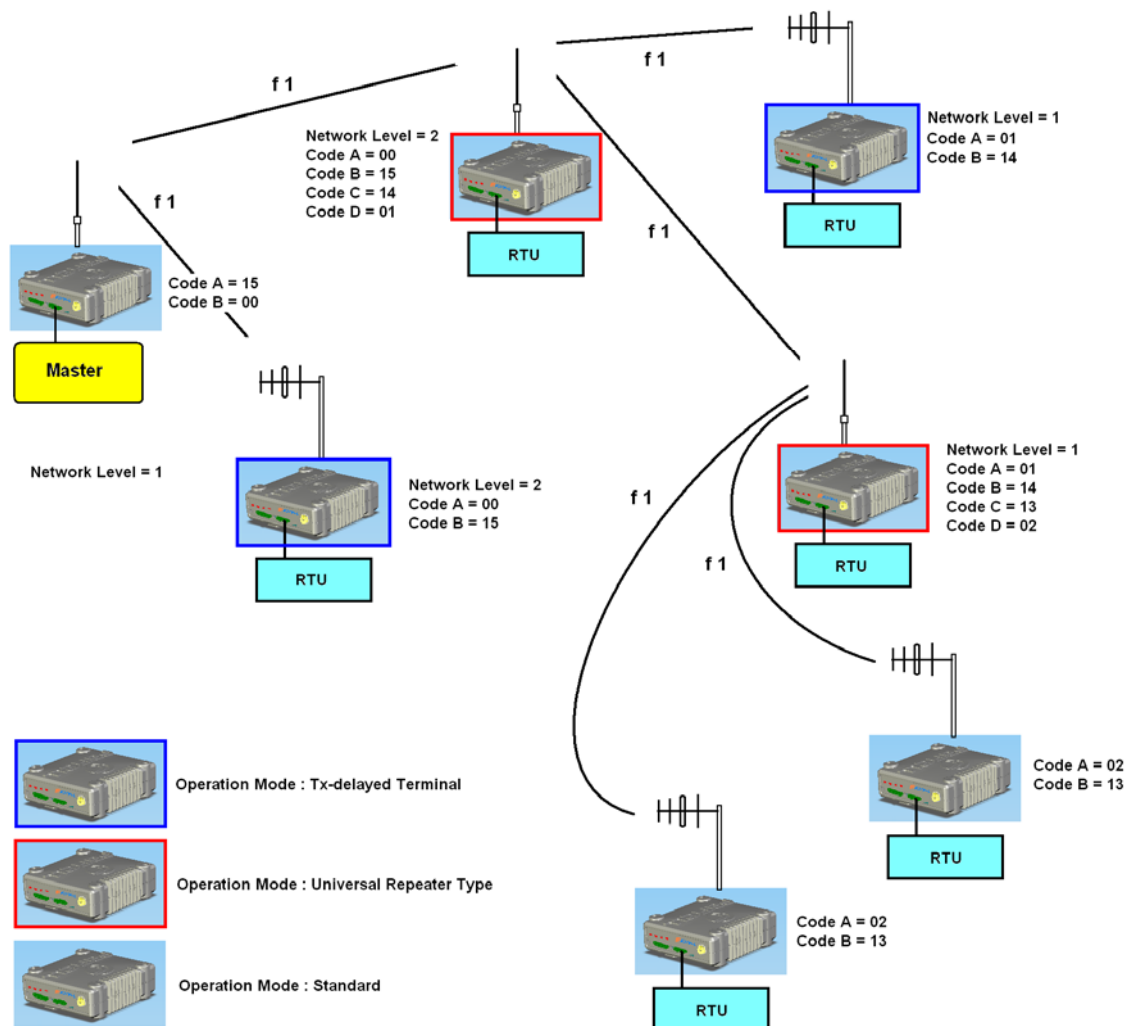 f 1
f 1
Network Level = 2
Code A = 00
Code B = 15
Code C = 14
Code D = 01
RTU
Network Level = 1
Code A = 01
Code B = 14
RTU
f 1
f 1
Code A = 15
Code B = 00
Master
Network Level = 1
Network Level = 2
Code A = 00
Code B = 15
RTU
Network Level = 1
Code A = 01
Code B = 14
Code C = 13
Code D = 02
RTU
f 1
f 1
Code A = 02
Code B = 13
RTU
Code A = 02
Code B = 13
RTU
Operation Mode : Tx-delayed Terminal
Operation Mode : Universal Repeater Type
Operation Mode : Standard